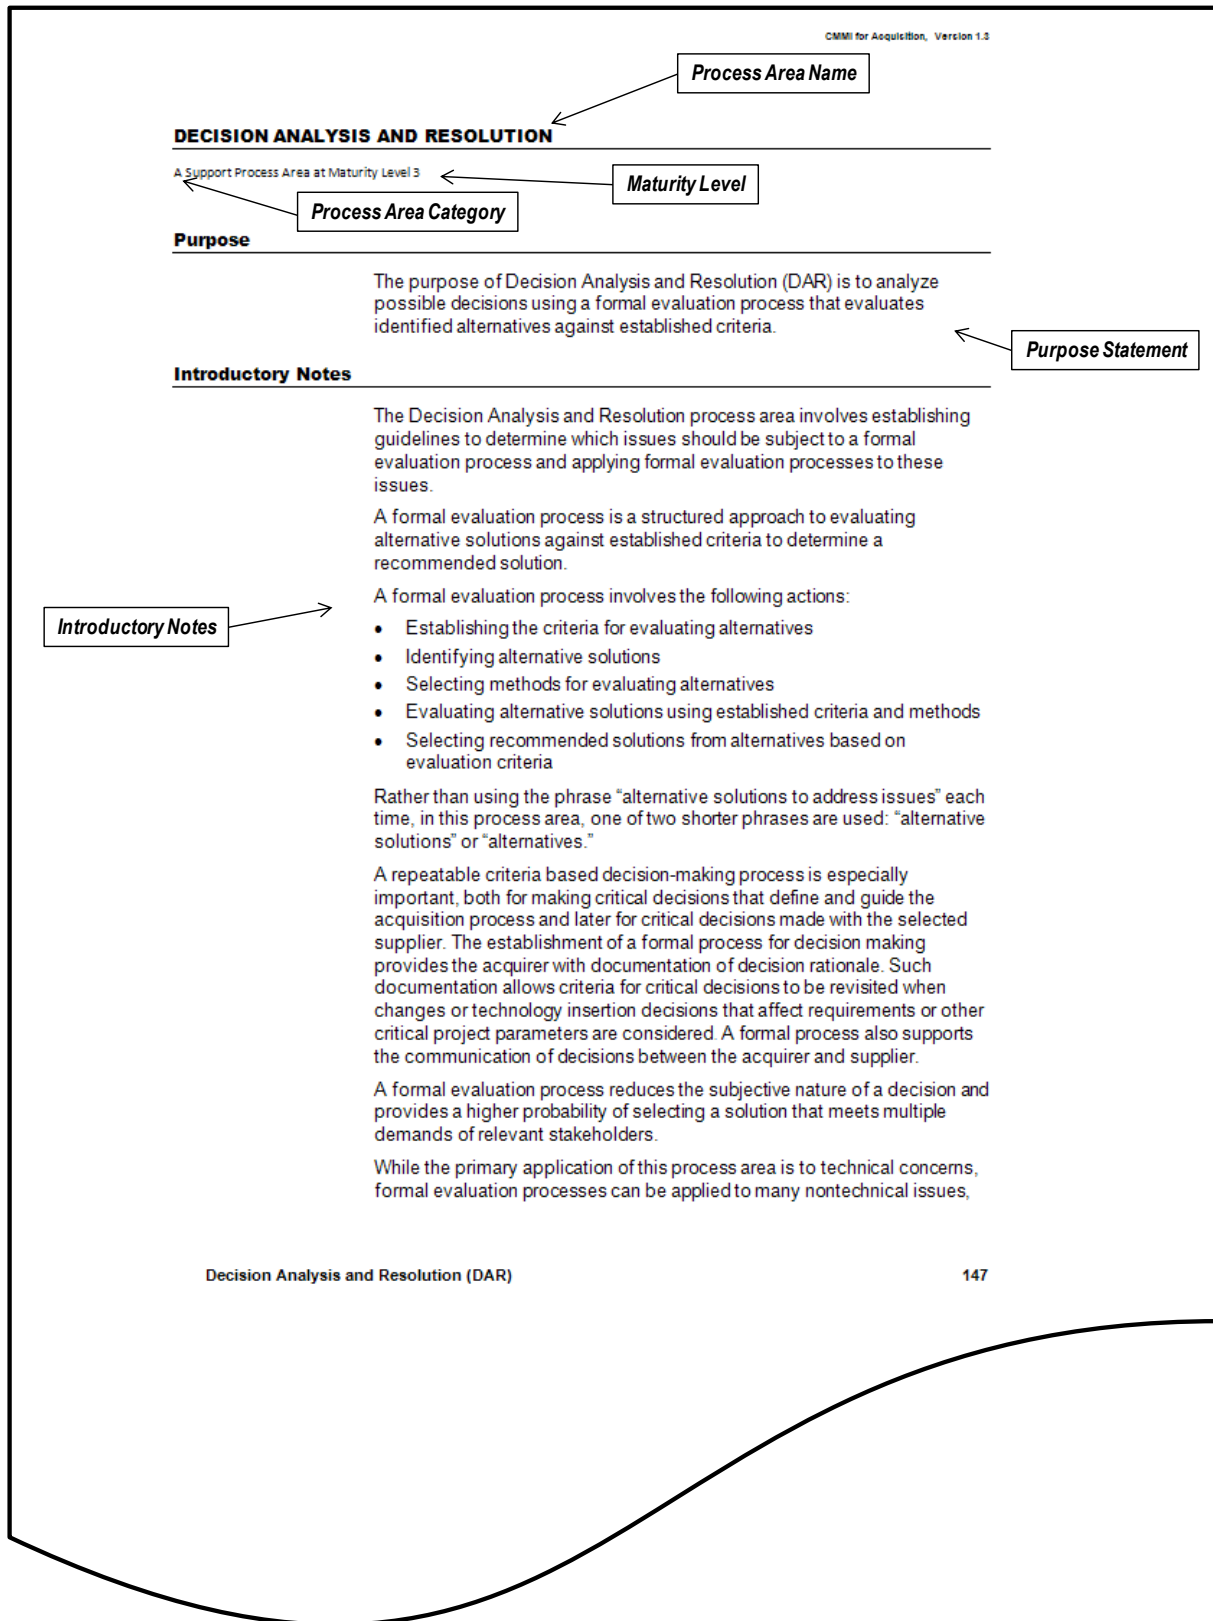 CMMI for Acquisition, Version 1.3
Process Area Name
DECISION ANALYSIS AND RESOLUTION
A Support Process Area at Maturity Level 3
Maturity Level
Process Area Category
Purpose
The purpose of Decision Analysis and Resolution (DAR) is to analyze
possible decisions using a formal evaluation process that evaluates
identified alternatives against established criteria.
Purpose Statement
Introductory Notes
The Decision Analysis and Resolution process area involves establishing
guidelines to determine which issues should be subject to a formal
evaluation process and applying formal evaluation processes to these
issues.
A formal evaluation process is a structured approach to evaluating
alternative solutions against established criteria to determine a
recommended solution.
A formal evaluation process involves the following actions:
Introductory Notes
• Establishing the criteria for evaluating alternatives
• Identifying alternative solutions
• Selecting methods for evaluating alternatives
• Evaluating alternative solutions using established criteria and methods
• Selecting recommended solutions from alternatives based on
evaluation criteria
Rather than using the phrase “alternative solutions to address issues” each
time, in this process area, one of two shorter phrases are used: “alternative
solutions” or “alternatives.”
A repeatable criteria based decision-making process is especially
important, both for making critical decisions that define and guide the
acquisition process and later for critical decisions made with the selected
supplier. The establishment of a formal process for decision making
provides the acquirer with documentation of decision rationale. Such
documentation allows criteria for critical decisions to be revisited when
changes or technology insertion decisions that affect requirements or other
critical project parameters are considered. A formal process also supports
the communication of decisions between the acquirer and supplier.
A formal evaluation process reduces the subjective nature of a decision and
provides a higher probability of selecting a solution that meets multiple
demands of relevant stakeholders.
While the primary application of this process area is to technical concerns,
formal evaluation processes can be applied to many nontechnical issues,
Decision Analysis and Resolution (DAR) 147